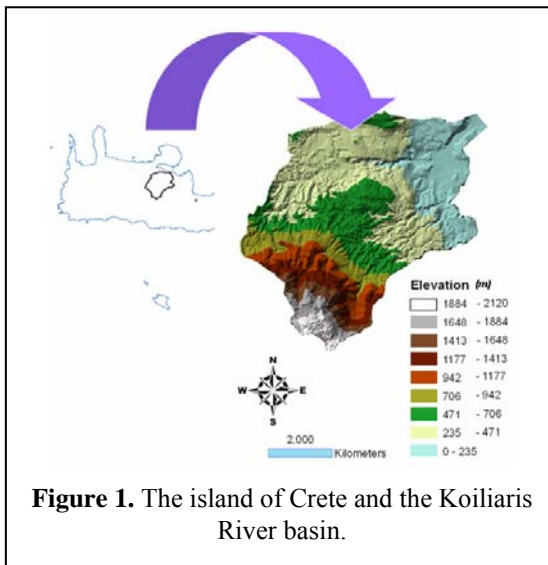 N
W E
S
2,000
Kilometers
Elevation (m)
1884 - 2120
1648 - 1884
1413 - 1648
1177 - 1413
942 - 1177
706 - 942
471 - 706
235 - 471
0 - 235
Figure 1. The island of Crete and the Koiliaris
River basin.